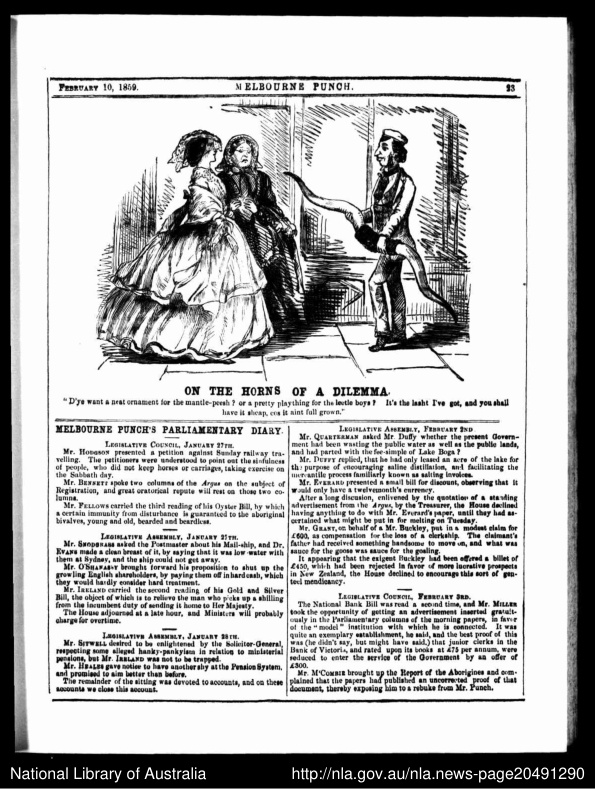 FEBRUARY 10, 1859. MELBOURNE PUNCH. 23
ON THE HORNS OF A DILEMMA.
"D'ye want a neat ornament for the mantle-peesh? or a pretty plaything for the leetle boys? It's the lasht I've got, and you shall
have it sheap, cos it aint full grown."
MELBOURNE PUNCH'S PARLIAMENTARY DIARY.
LEGISLATIVE COUNCIL, JANUARY 27TH.
Mr. HODGSON presented a petition against Sunday railway tra-
velling. The petitioners were understood to point out the sinfulness
of people, who did not keep horses or carriages, taking exercise on
the Sabbath day.
Mr. BENNETT spoke two columns of the Argus on the subject of
Registration, and great oratorical repute will rest on those two co-
lumns.
Mr. FELLOWS carried the third reading of his Oyster Bill, by which
a certain immunity from disturbance is guaranteed to the aboriginal
bivalves, young and old, bearded and beardless.
LEGISLATIVE ASSEMBLY, JANUARY 27TH.
Mr. SNODGRASS asked the Postmaster about his Mail-ship, and Dr.
EVANS made a clean breast of it, by saying that it was low water with
them at Sydney, and the ship could not get away.
Mr. O'SHANASSY brought forward his proposition to shut up the
growling English shareholders, by paying them off in hard cash, which
they would hardly consider hard treatment.
Mr. IRELAND carried the second reading of his Gold and Silver
Bill, the object of which is to relieve the man who picks up a shilling
from the incumbent duty of sending it home to Her Majesty.
The House adjourned at a late hour, and Ministers will probably
charge for overtime.
LEGISLATIVE ASSEMBLY, JANUARY 28TH.
Mr. SITWELL desired to be enlightened by the Solicitor-General,
respecting some alleged hanky-pankyism in relation to ministerial
pensions, but Mr. IRELAND was not to be trapped.
Mr. HEALES gave notice to have another shy at the Pension System,
and promised to aim better than before.
The remainder of the sitting was devoted to accounts, and on these
accounts we close this account.
LEGISLATIVE ASSEMBLY, FEBRUARY 2ND
Mr. QUARTERMAN asked Mr. Duffy whether the present Govern-
ment had been wasting the public water as well as the public lands,
and had parted with the fee-simple of Lake Boga?
Mr. DUFFY replied, that he had only leased an acre of the lake for
the purpose of encouraging saline distillation, and facilitating the
mercantile process familiarly known as salting invoices.
Mr. EVERARD presented a small bill for discount, observing that it
would only have a twelvemonth's currency.
After a long discussion, enlivened by the quotation of a standing
advertisement from the Argus, by the Treasurer, the House declined
having anything to do with Mr. Everard's paper, until they had as-
certained what might be put in for melting on Tuesday.
Mr. GRANT, on behalf of a Mr. Buckley, put in a modest claim for
£600, as compensation for the loss of a clerkship. The claimant's
father had received something handsome to move on, and what was
sauce for the goose was sauce for the gosling.
It appearing that the exigent Buckley had been offered a billet of
£450, which had been rejected in favor of more lucrative prospects
in New Zealand, the House declined to encourage this sort of gen-
teel mendicancy.
LEGISLATIVE COUNCIL, FEBRUARY 3RD.
The National Bank Bill was read a second time, and Mr. MILLER
took the opportunity of getting an advertisement inserted gratuit-
ously in the Parliamentary columns of the morning papers, in favor
of the "model" institution with which he is connected. It was
quite an exemplary establishment, he said, and the best proof of this
was (he didn't say, but might have said,) that junior clerks in the
Bank of Victoria, and rated upon its books at £75 per annum, were
seduced to enter the service of the Government by an offer of
£300.
Mr. M'COMBIE brought up the Report of the Aborigines and com-
plained that the papers had published an uncorrected proof of that
document, thereby exposing him to a rebuke from Mr. Punch.
National Library of Australia http://nla.gov.au/nla.news-page20491290